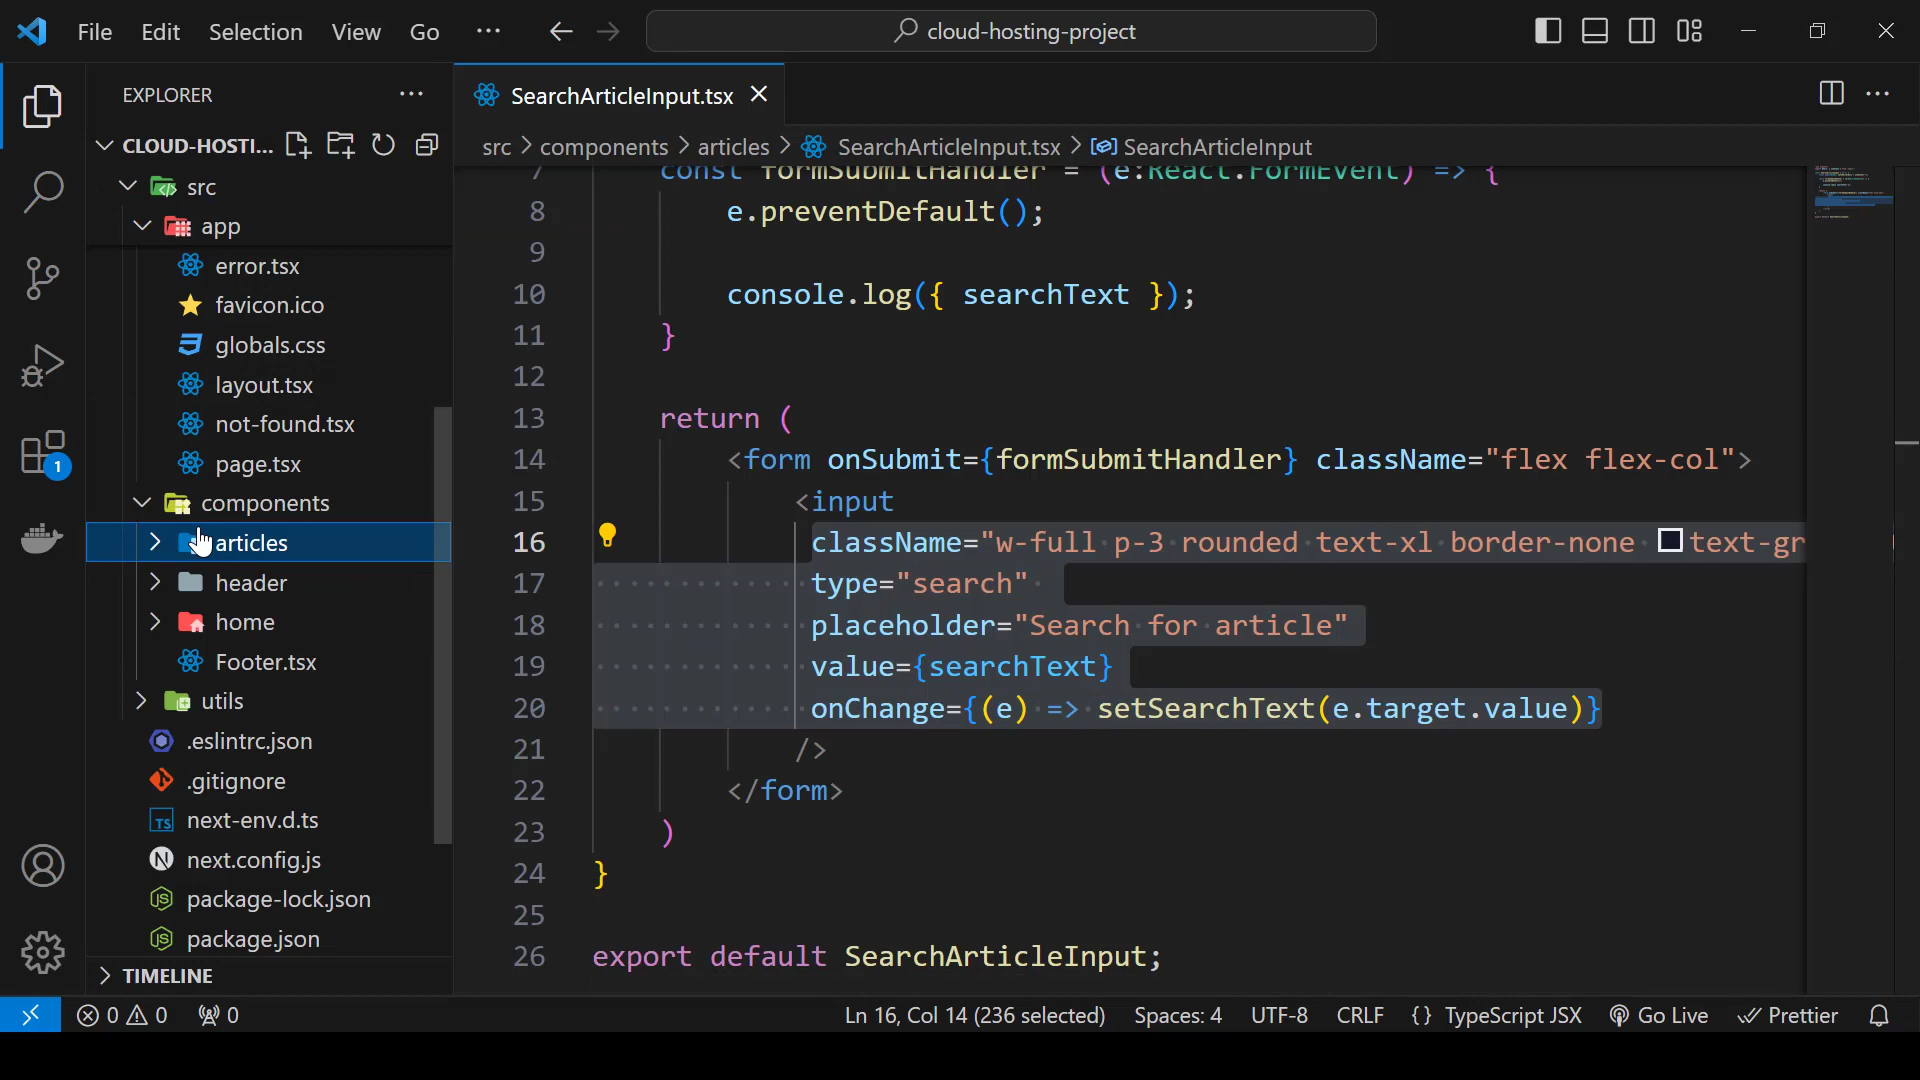 File Edit Selection View Go ··· cloud-hosting-project
EXPLORER
CLOUD-HOSTI...
src
app
error.tsx
favicon.ico
globals.css
layout.tsx
not-found.tsx
page.tsx
components
articles
header
home
Footer.tsx
utils
.eslintrc.json
.gitignore
next-env.d.ts
next.config.js
package-lock.json
package.json
TIMELINE
1
SearchArticleInput.tsx
src > components > articles > SearchArticleInput.tsx > SearchArticleInput
7 const formSubmitHandler = (e:React.FormEvent) => {
8 e.preventDefault();
9
10 console.log({ searchText });
11 }
12
13 return (
14 <form onSubmit={formSubmitHandler} className="flex flex-col">
15 <input
16 className="w-full p-3 rounded text-xl border-none text-gr
17 type="search"
18 placeholder="Search for article"
19 value={searchText}
20 onChange={(e) => setSearchText(e.target.value)}
21 />
22 </form>
23 )
24 }
25
26 export default SearchArticleInput;
0 0 0 Ln 16, Col 14 (236 selected) Spaces: 4 UTF-8 CRLF {} TypeScript JSX Go Live Prettier